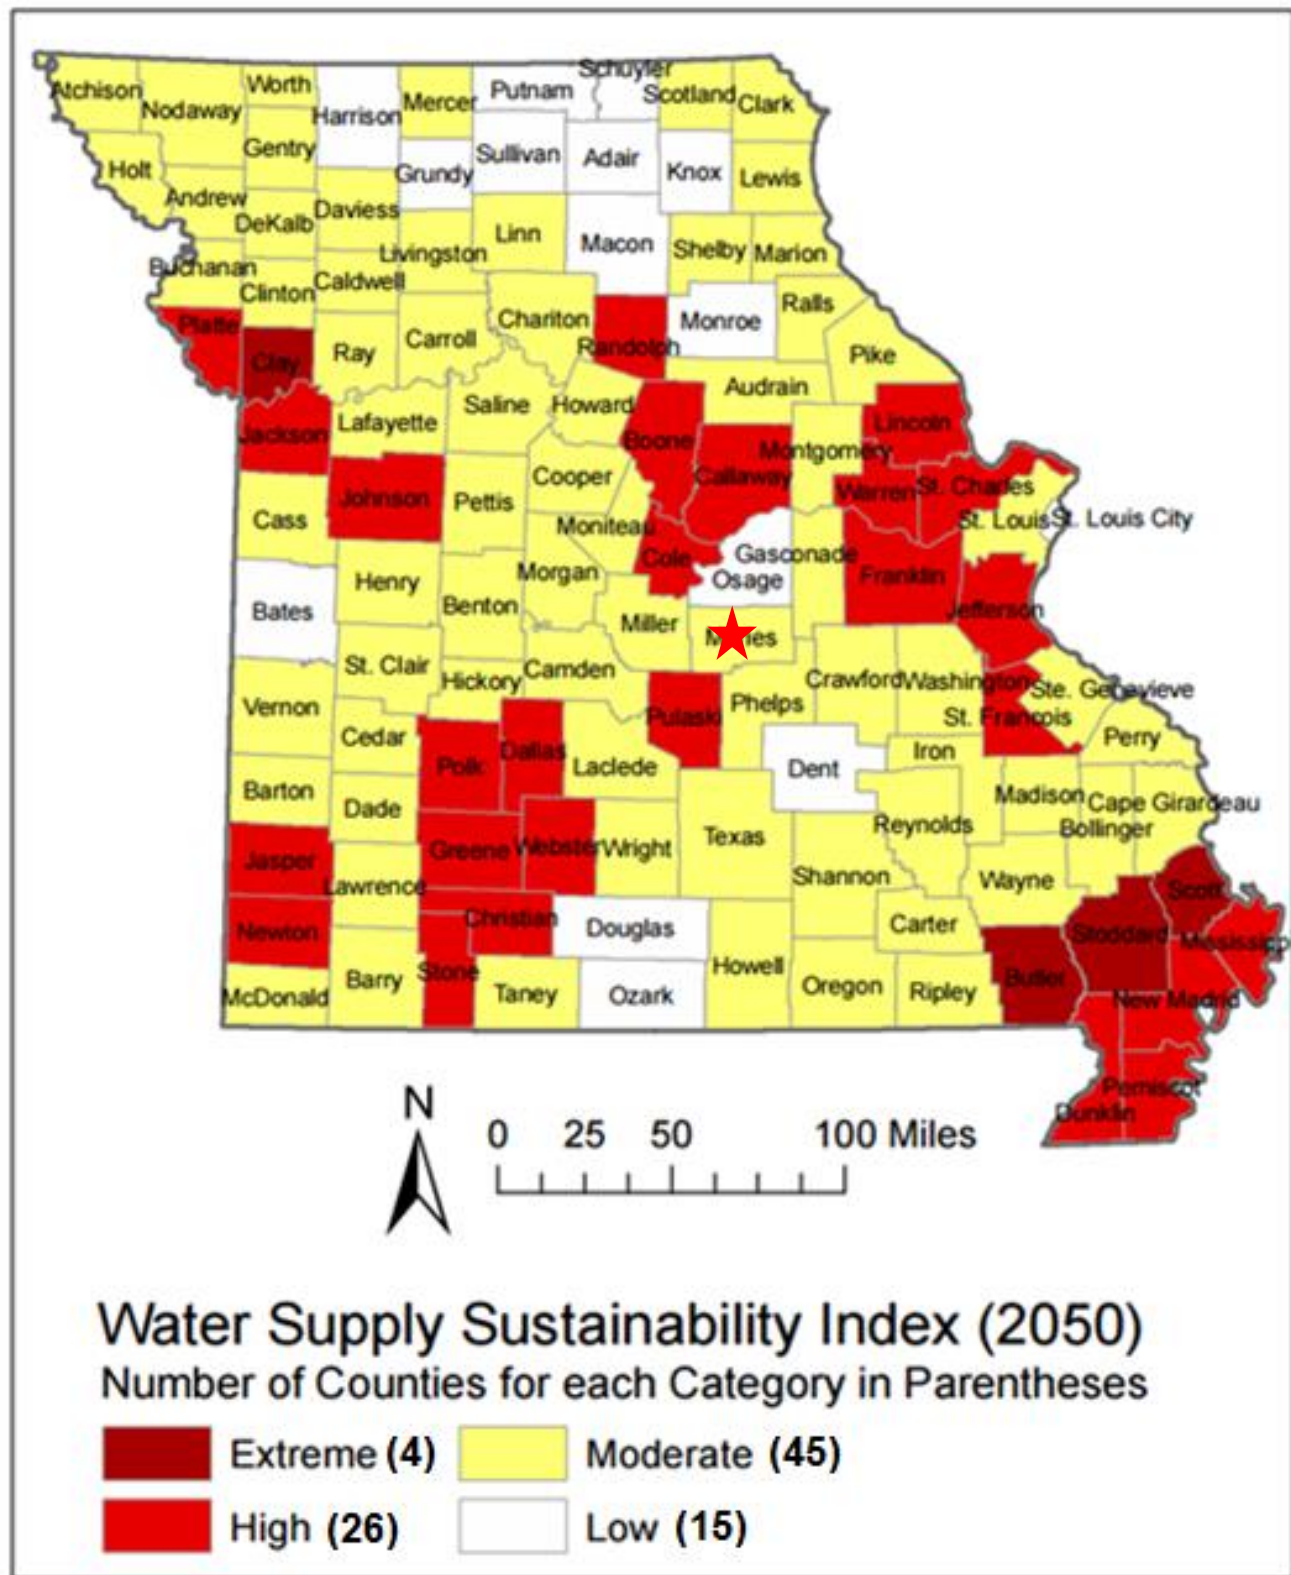 Schuyler
Atchison Nodaway Worth Harrison Mercer Putnam Scotland Clark
Holt Gentry Grundy Sullivan Adair Knox Lewis
Andrew DeKalb Daviess Livingston Linn Macon Shelby Marion
Buchanan Clinton Caldwell Chariton Randolph Monroe Ralls
Platte Clay Ray Carroll Audrain Pike
Jackson Lafayette Saline Howard Boone Callaway Montgomery Lincoln
Johnson Pettis Cooper Warren St. Charles
Cass Moniteau St. Louis St. Louis City
Bates Henry Benton Morgan Cole Osage Gasconade Franklin Jefferson
St. Clair Hickory Camden Miller Crawford Washington Ste. Genevieve
Vernon Cedar Polk Dallas Laclede Pulaski Phelps St. Francois Perry
Barton Dade Dent Iron Madison Cape Girardeau
Jasper Lawrence Greene Webster Wright Texas Shannon Reynolds Bollinger
Newton Christian Douglas Carter Wayne Scott
McDonald Barry Stone Taney Ozark Howell Oregon Ripley Butler Stoddard Mississipp
New Madrid
Pemiscot
Dunklin
N
0 25 50 100 Miles
Water Supply Sustainability Index (2050)
Number of Counties for each Category in Parentheses
Extreme (4) Moderate (45)
High (26) Low (15)